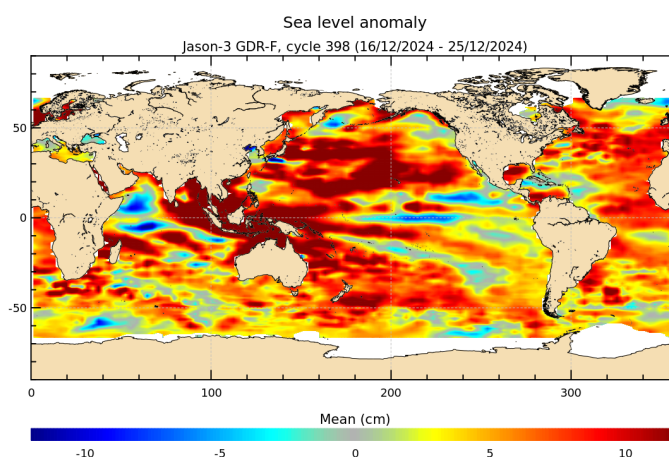 Sea level anomaly
Jason-3 GDR-F, cycle 398 (16/12/2024 - 25/12/2024)
50
0
-50
0 100 200 300
Mean (cm)
-10 -5 0 5 10